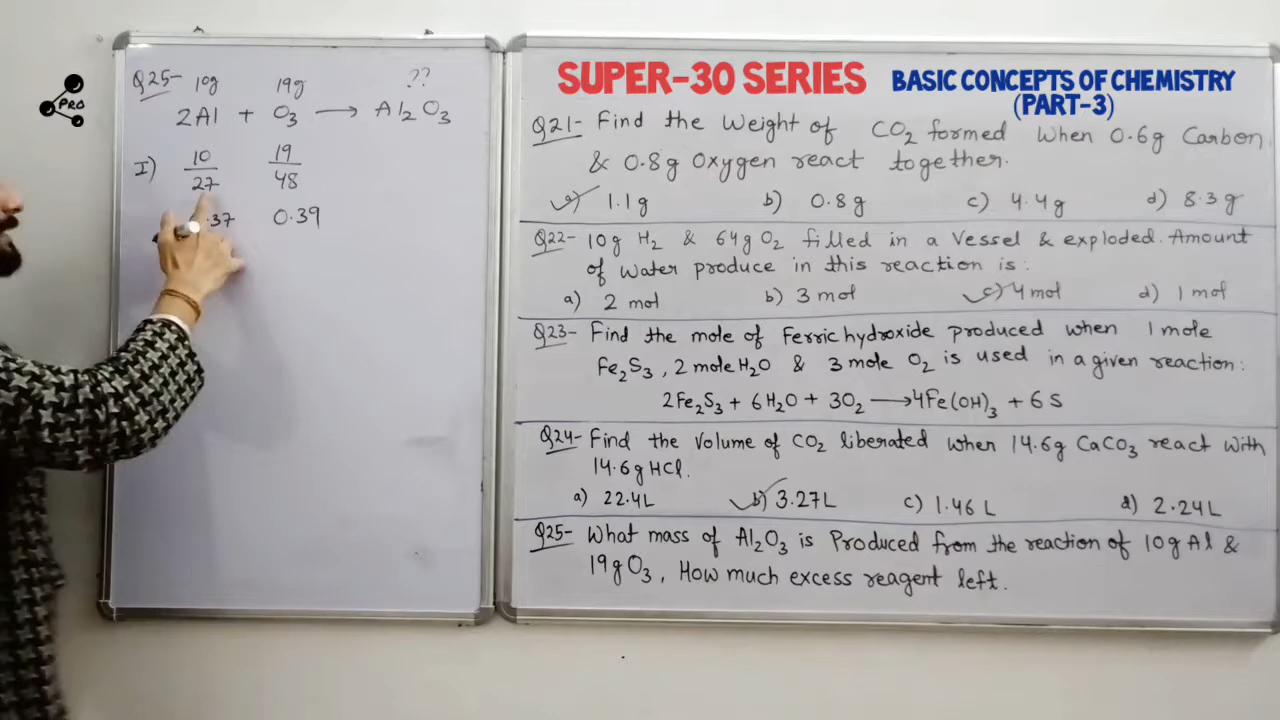 PRO
Q25- 10g 19g ??
2Al + O3 → Al2O3
I) 10/27 19/48
.37 0.39
SUPER-30 SERIES BASIC CONCEPTS OF CHEMISTRY
(PART-3)
Q21- Find the Weight of CO2 formed When 0.6g Carbon
& 0.8g Oxygen react together.
a) 1.1g b) 0.8g c) 4.4g d) 8.3g
Q22- 10g H2 & 64g O2 filled in a Vessel & exploded. Amount
of water produce in this reaction is:
a) 2 mol b) 3 mol c) 4 mol d) 1 mol
Q23- Find the mole of Ferric hydroxide produced when 1 mole
Fe2S3, 2 mole H2O & 3 mole O2 is used in a given reaction:
2Fe2S3 + 6H2O + 3O2 → 4Fe(OH)3 + 6S
Q24- Find the Volume of CO2 liberated when 14.6g CaCO3 react with
14.6g HCl.
a) 22.4L b) 3.27L c) 1.46 L d) 2.24L
Q25- What mass of Al2O3 is Produced from the reaction of 10g Al &
19g O3, How much excess reagent left.